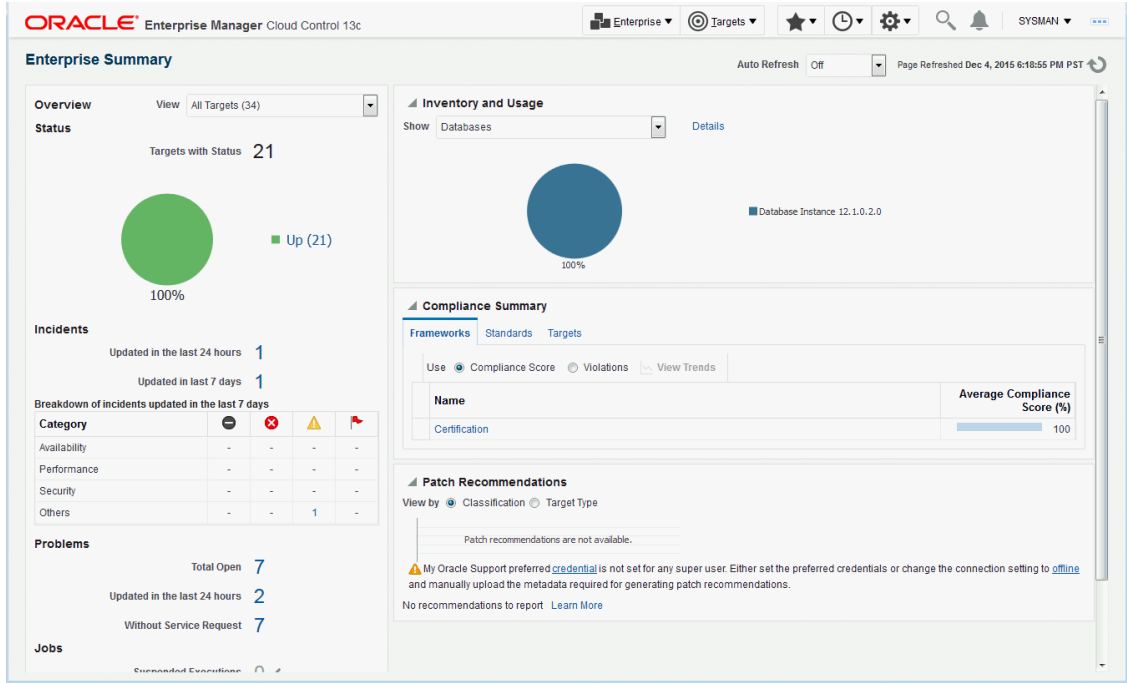 ORACLE Enterprise Manager Cloud Control 13c
Enterprise
Targets
SYSMAN
Enterprise Summary
Auto Refresh Off
Page Refreshed Dec 4, 2015 6:18:55 PM PST
Overview
View All Targets (34)
Status
Targets with Status 21
Up (21)
100%
Incidents
Updated in the last 24 hours 1
Updated in last 7 days 1
Breakdown of incidents updated in the last 7 days
Category
Availability - - - -
Performance - - - -
Security - - - -
Others - - 1 -
Problems
Total Open 7
Updated in the last 24 hours 2
Without Service Request 7
Jobs
Suspended Executions 0
Inventory and Usage
Show Databases Details
Database Instance 12.1.0.2.0
100%
Compliance Summary
Frameworks Standards Targets
Use Compliance Score Violations View Trends
Name Average Compliance
Score (%)
Certification 100
Patch Recommendations
View by Classification Target Type
Patch recommendations are not available.
My Oracle Support preferred credential is not set for any super user. Either set the preferred credentials or change the connection setting to offline
and manually upload the metadata required for generating patch recommendations.
No recommendations to report Learn More